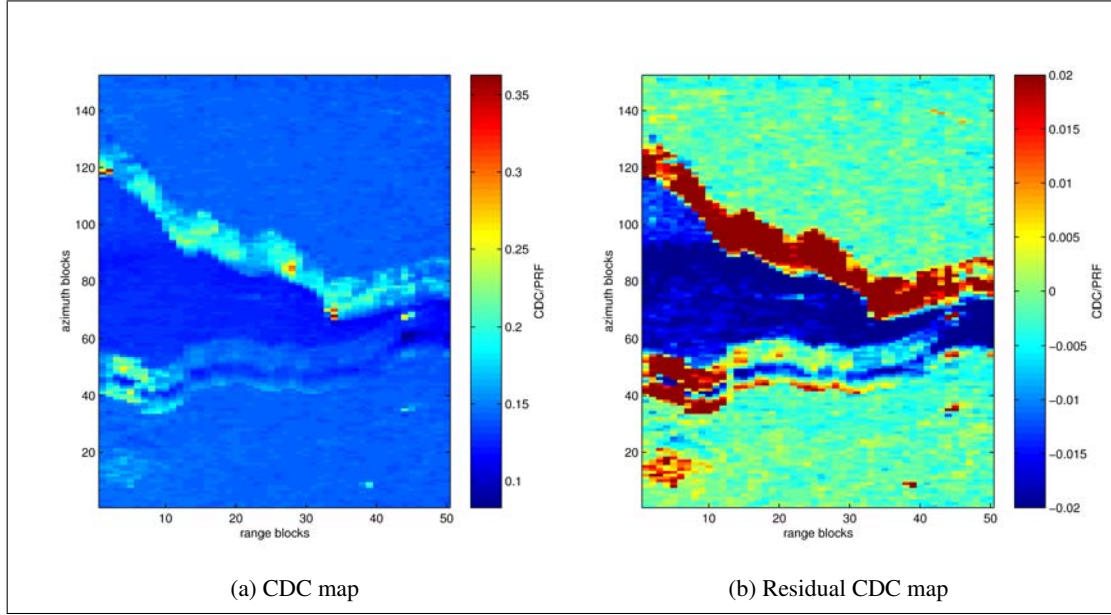 140
120
100
80
60
40
20
azimuth blocks
10 20 30 40 50
range blocks
0.35
0.3
0.25
0.2
0.15
0.1
CDC/PRF
(a) CDC map
140
120
100
80
60
40
20
azimuth blocks
10 20 30 40 50
range blocks
0.02
0.015
0.01
0.005
0
−0.005
−0.01
−0.015
−0.02
CDC/PRF
(b) Residual CDC map